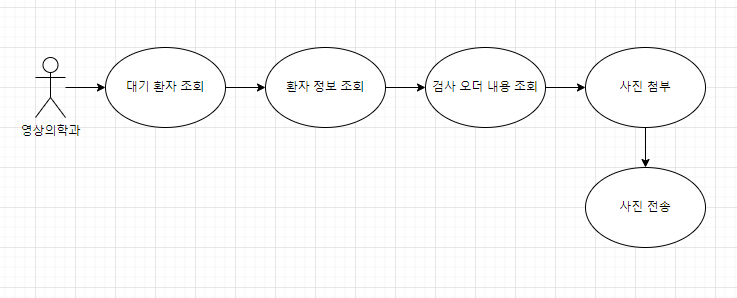 대기 환자 조회
환자 정보 조회
검사 오더 내용 조회
사진 첨부
영상의학과
사진 전송